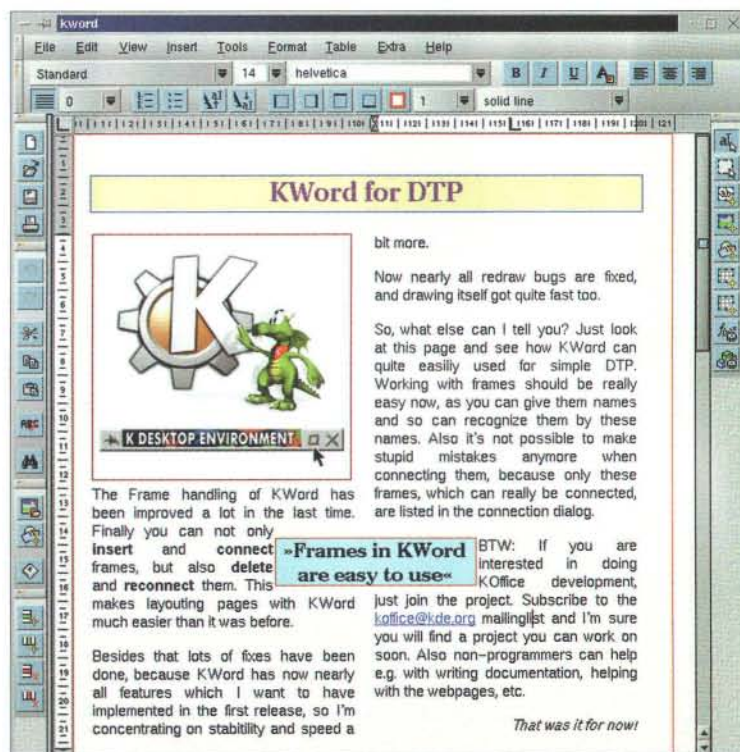 kword
File Edit View Insert Tools Format Table Extra Help
Standard 14 helvetica B I U A
0 1 solid line
KWord for DTP
K DESKTOP ENVIRONMENT
The Frame handling of KWord has
been improved a lot in the last time.
Finally you can not only
insert and connect
frames, but also delete
and reconnect them. This
makes layouting pages with KWord
much easier than it was before.
Besides that lots of fixes have been
done, because KWord has now nearly
all features which I want to have
implemented in the first release, so I'm
concentrating on stabitility and speed a
»Frames in KWord
are easy to use«
bit more.
Now nearly all redraw bugs are fixed,
and drawing itself got quite fast too.
So, what else can I tell you? Just look
at this page and see how KWord can
quite easiliy used for simple DTP.
Working with frames should be really
easy now, as you can give them names
and so can recognize them by these
names. Also it's not possible to make
stupid mistakes anymore when
connecting them, because only these
frames, which can really be connected,
are listed in the connection dialog.
BTW: If you are
interested in doing
KOffice development,
just join the project. Subscribe to the
koffice@kde.org mailinglist and I'm sure
you will find a project you can work on
soon. Also non-programmers can help
e.g. with writing documentation, helping
with the webpages, etc.
That was it for now!